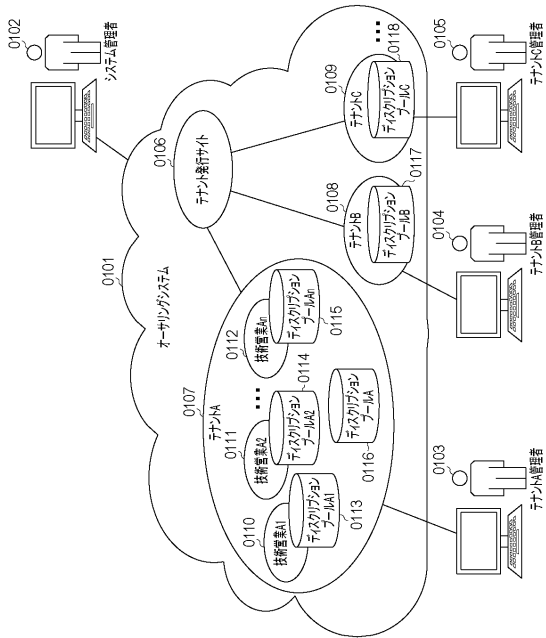 0102
システム管理者
0101
オーサリングシステム
0106
テナント発行サイト
0107
テナントA
0110
技術営業A1
ディスクリプション
プールA1
0113
0111
技術営業A2
ディスクリプション
プールA2
0114
•••
0112
技術営業An
ディスクリプション
プールAn
0115
ディスクリプション
プールA
0116
0108
テナントB
ディスクリプション
プールB
0117
0109
テナントC
ディスクリプション
プールC
0118
•••
0103
テナントA管理者
0104
テナントB管理者
0105
テナントC管理者